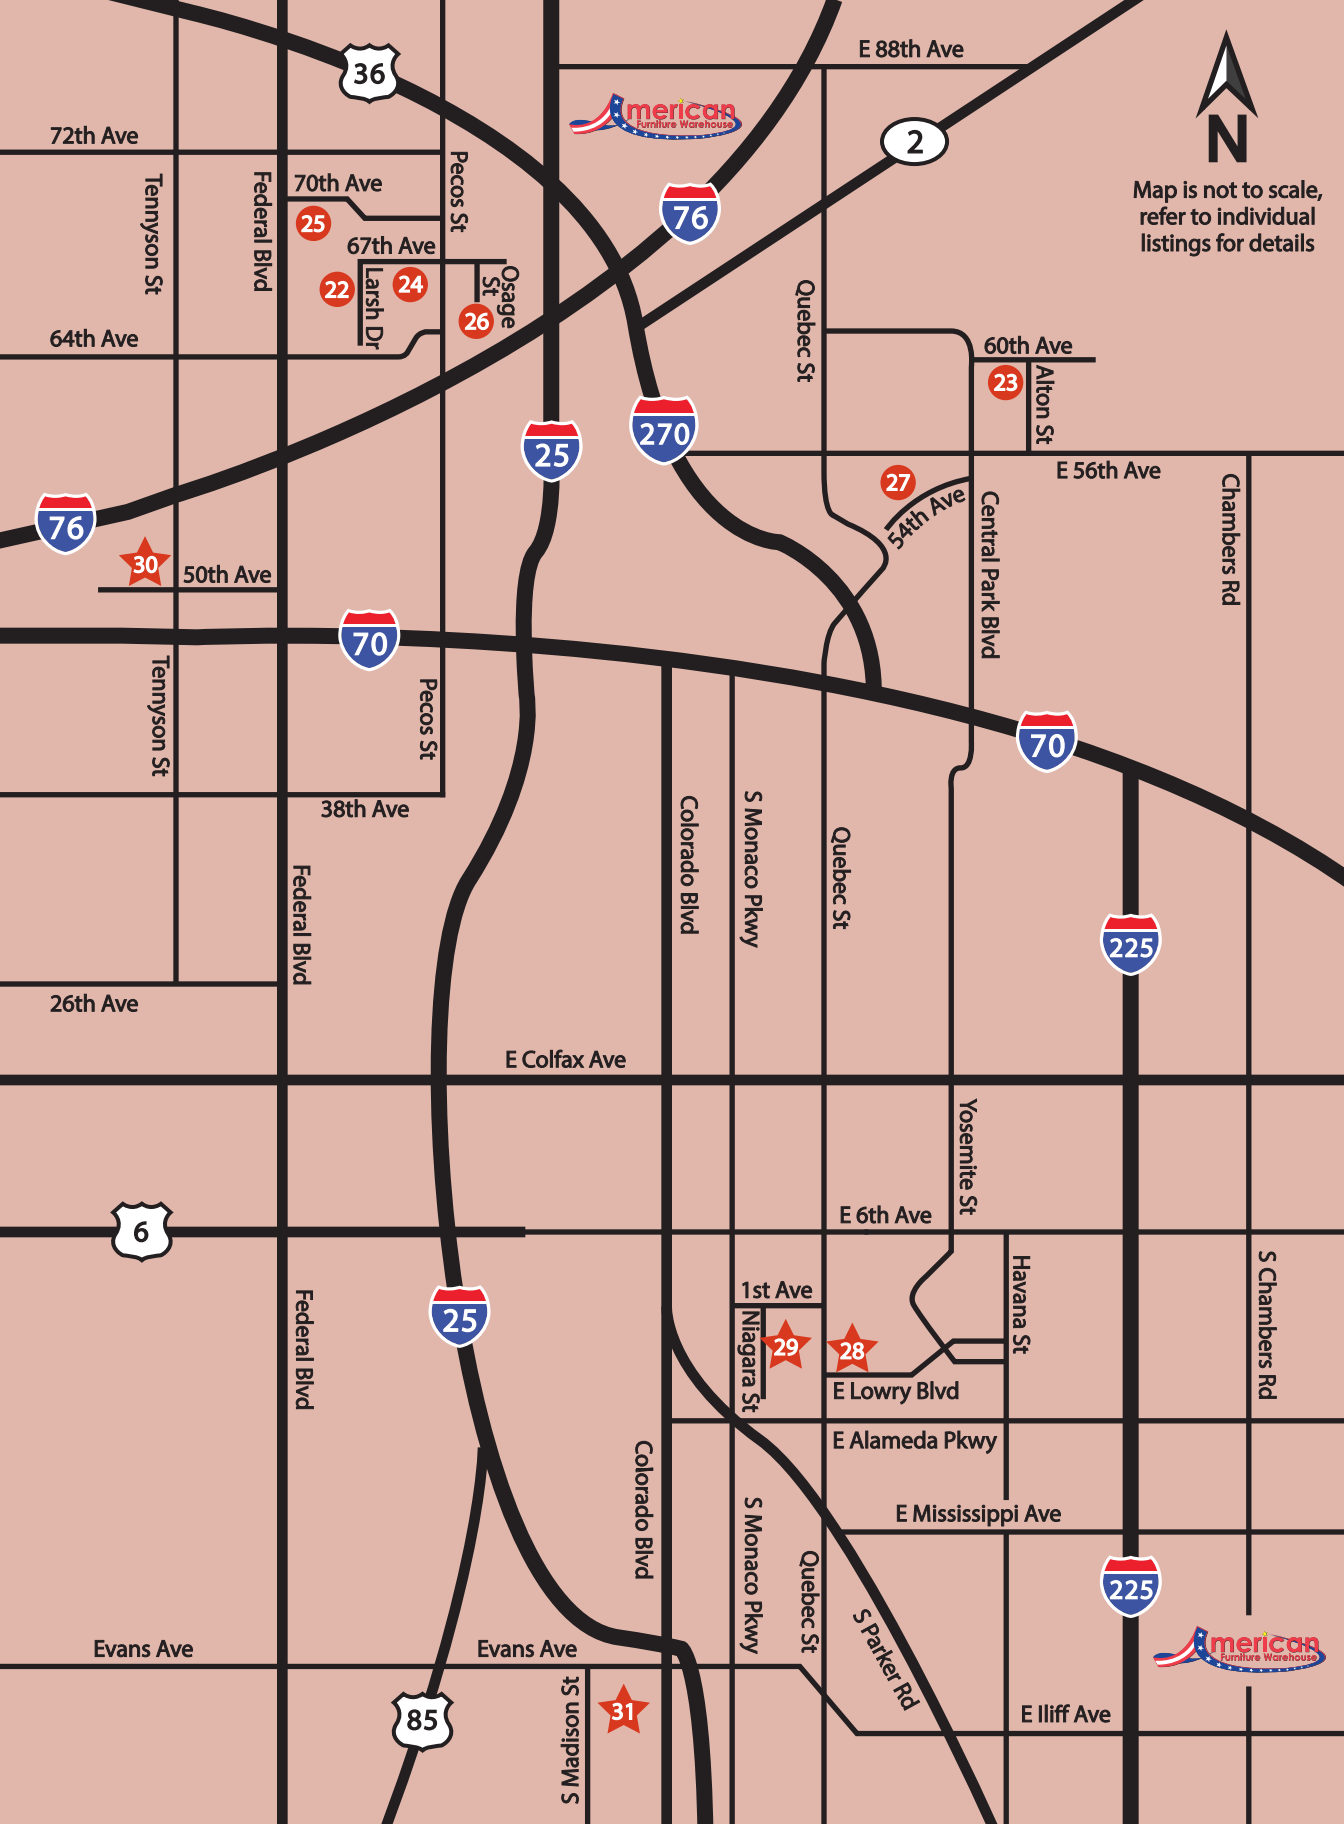 E 88th Ave
36
American
Furniture Warehouse
2
N
72th Ave
Map is not to scale,
refer to individual
listings for details
Pecos St
Tennyson St
Federal Blvd
70th Ave
25
76
67th Ave
22
Larsh Dr
24
Osage
St
26
Quebec St
64th Ave
60th Ave
23
Alton St
270
25
E 56th Ave
27
54th Ave
Central Park Blvd
Chambers Rd
76
30
50th Ave
70
Tennyson St
Pecos St
70
38th Ave
Colorado Blvd
S Monaco Pkwy
Quebec St
Federal Blvd
225
26th Ave
E Colfax Ave
Yosemite St
6
E 6th Ave
25
Federal Blvd
1st Ave
Niagara St
29
28
Havana St
S Chambers Rd
E Lowry Blvd
E Alameda Pkwy
Colorado Blvd
S Monaco Pkwy
E Mississippi Ave
Quebec St
225
S Parker Rd
American
Furniture Warehouse
Evans Ave
Evans Ave
S Madison St
31
85
E Iliff Ave